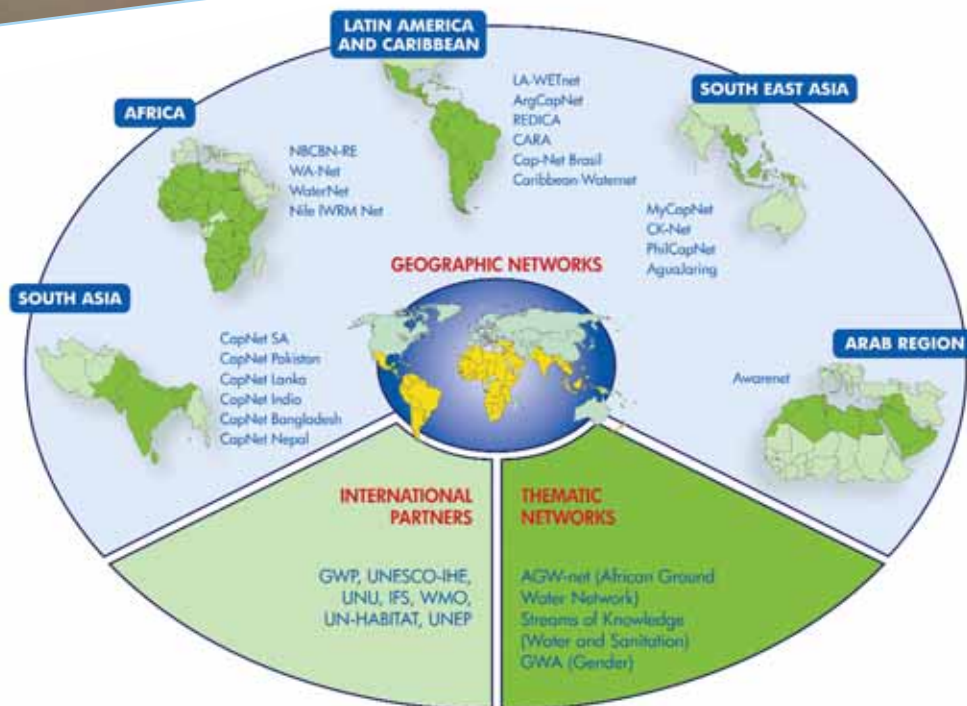 LATIN AMERICA
AND CARIBBEAN
LA-WETnet
ArgCapNet
REDICA
CARA
Cap-Net Brasil
Caribbean Waternet
SOUTH EAST ASIA
MyCapNet
CK-Net
PhilCapNet
AguaJaring
AFRICA
NBCBN-RE
WA-Net
WaterNet
Nile IWRM Net
GEOGRAPHIC NETWORKS
SOUTH ASIA
CapNet SA
CapNet Pakistan
CapNet Lanka
CapNet India
CapNet Bangladesh
CapNet Nepal
ARAB REGION
Awarenet
INTERNATIONAL
PARTNERS
GWP, UNESCO-IHE,
UNU, IFS, WMO,
UN-HABITAT, UNEP
THEMATIC
NETWORKS
AGW-net (African Ground
Water Network)
Streams of Knowledge
(Water and Sanitation)
GWA (Gender)